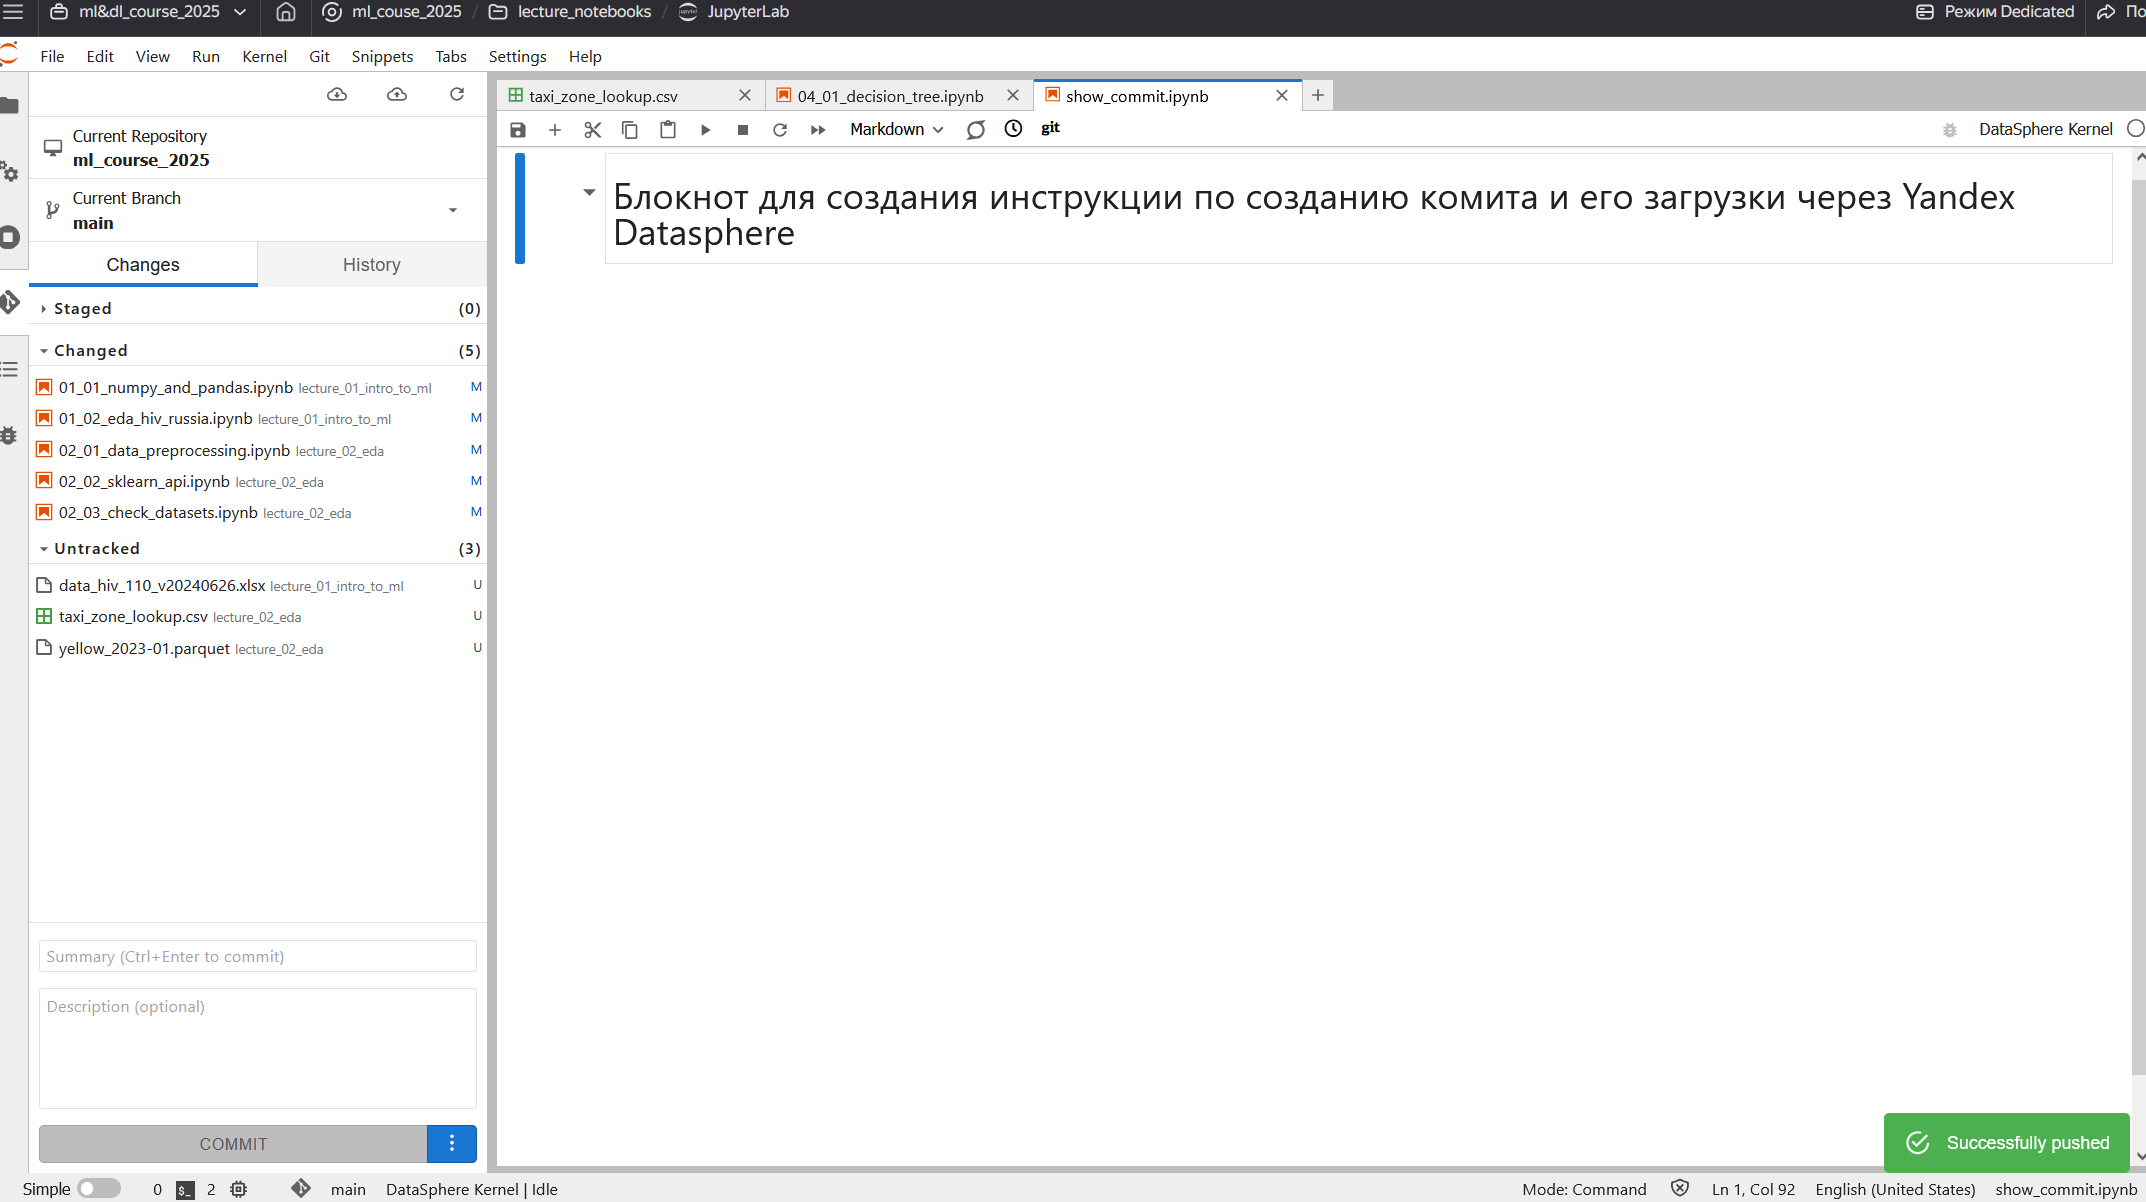 ml&dl_course_2025
ml_couse_2025 / lecture_notebooks / JupyterLab
Режим Dedicated
File Edit View Run Kernel Git Snippets Tabs Settings Help
Current Repository
ml_course_2025
Current Branch
main
Changes
History
Staged (0)
Changed (5)
01_01_numpy_and_pandas.ipynb lecture_01_intro_to_ml M
01_02_eda_hiv_russia.ipynb lecture_01_intro_to_ml M
02_01_data_preprocessing.ipynb lecture_02_eda M
02_02_sklearn_api.ipynb lecture_02_eda M
02_03_check_datasets.ipynb lecture_02_eda M
Untracked (3)
data_hiv_110_v20240626.xlsx lecture_01_intro_to_ml U
taxi_zone_lookup.csv lecture_02_eda U
yellow_2023-01.parquet lecture_02_eda U
Summary (Ctrl+Enter to commit)
Description (optional)
COMMIT
taxi_zone_lookup.csv
04_01_decision_tree.ipynb
show_commit.ipynb
Markdown
git
DataSphere Kernel
Блокнот для создания инструкции по созданию комита и его загрузки через Yandex
Datasphere
Successfully pushed
Simple 0 2 main DataSphere Kernel | Idle
Mode: Command Ln 1, Col 92 English (United States) show_commit.ipynb